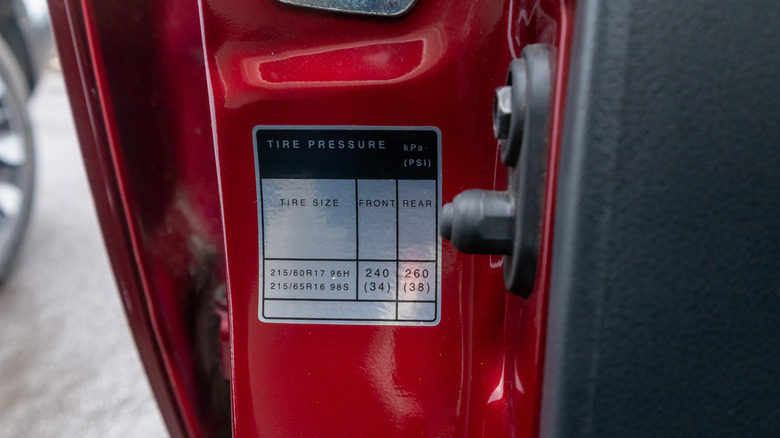 TIRE PRESSURE kPa·
(PSI)
TIRE SIZE FRONT REAR
215/60R17 96H 240 260
215/65R16 98S (34) (38)